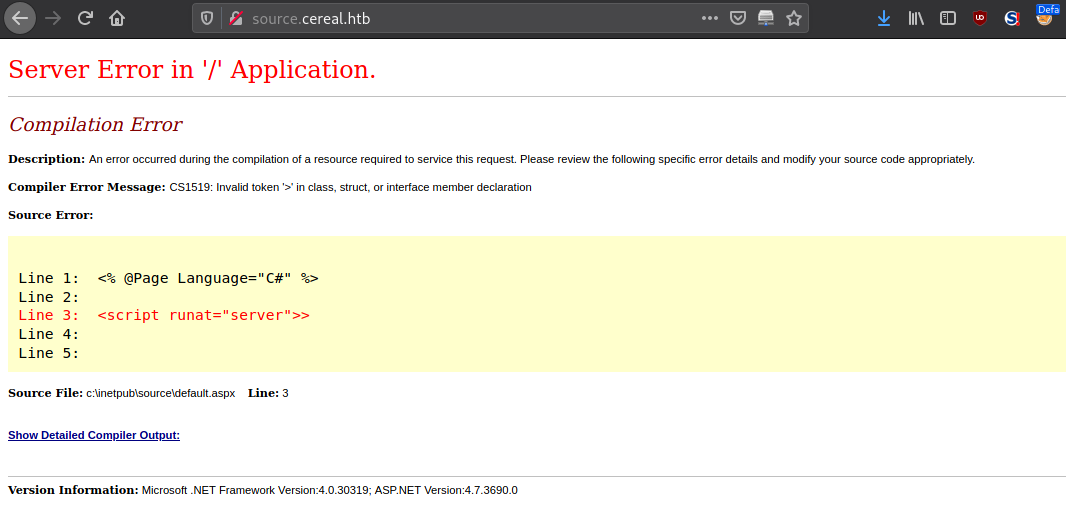 source.cereal.htb
Defa
Server Error in '/' Application.
Compilation Error
Description: An error occurred during the compilation of a resource required to service this request. Please review the following specific error details and modify your source code appropriately.
Compiler Error Message: CS1519: Invalid token '>' in class, struct, or interface member declaration
Source Error:
Line 1:  <% @Page Language="C#" %>
Line 2:
Line 3:  <script runat="server">>
Line 4:
Line 5:
Source File: c:\inetpub\source\default.aspx    Line: 3
Show Detailed Compiler Output:
Version Information: Microsoft .NET Framework Version:4.0.30319; ASP.NET Version:4.7.3690.0